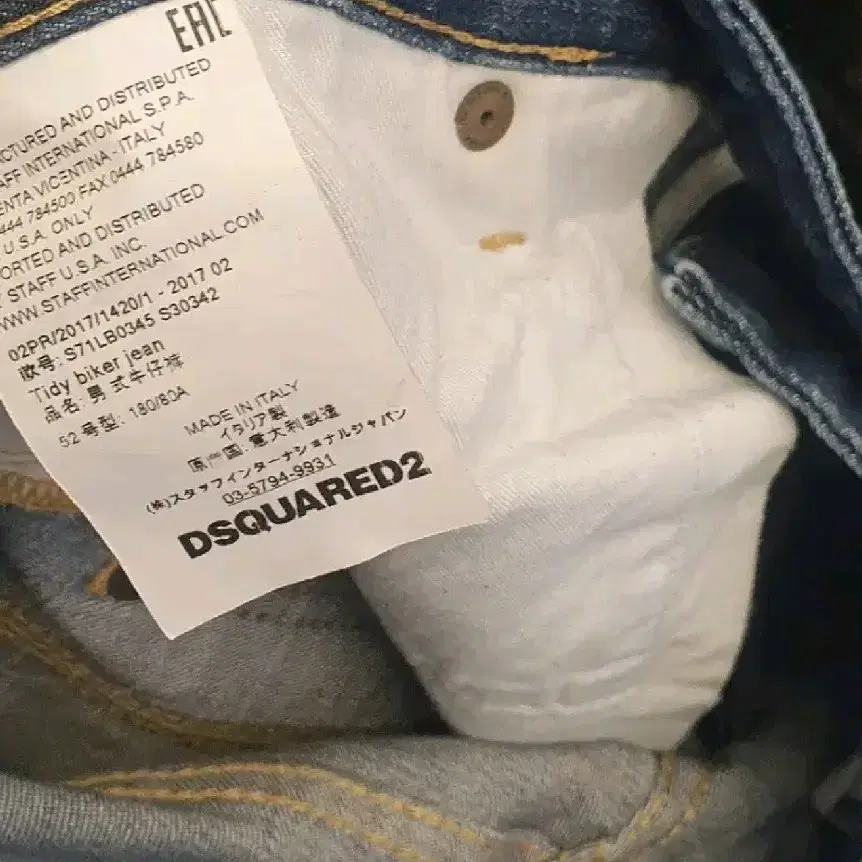 EAC
CTURED AND DISTRIBUTED
AFF INTERNATIONAL S.P.A.
ENTA VICENTINA - ITALY
444 784500 FAX 0444 784580
U.S.A. ONLY
ORTED AND DISTRIBUTED
Y STAFF U.S.A. INC.
WWW.STAFFINTERNATIONAL.COM
02PR/2017/1420/1 - 2017 02
款号: S71LB0345 S30342
Tidy biker jean
品名: 男式牛仔裤
52 号型: 180/80A
MADE IN ITALY
イタリア製
原产国: 意大利製造
(株)スタッフインターナショナルジャパン
03-5794-9931
DSQUARED2